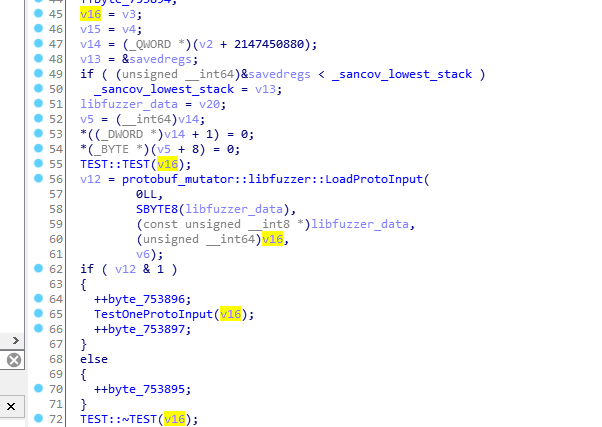 45 v16 = v3;
46 v15 = v4;
47 v14 = (_QWORD *)(v2 + 2147450880);
48 v13 = &savedregs;
49 if ( (unsigned __int64)&savedregs < _sancov_lowest_stack )
50 _sancov_lowest_stack = v13;
51 libfuzzer_data = v20;
52 v5 = (__int64)v14;
53 *((_DWORD *)v14 + 1) = 0;
54 *(_BYTE *)(v5 + 8) = 0;
55 TEST::TEST(v16);
56 v12 = protobuf_mutator::libfuzzer::LoadProtoInput(
57 0LL,
58 SBYTE8(libfuzzer_data),
59 (const unsigned __int8 *)libfuzzer_data,
60 (unsigned __int64)v16,
61 v6);
62 if ( v12 & 1 )
63 {
64 ++byte_753896;
65 TestOneProtoInput(v16);
66 ++byte_753897;
67 }
68 else
69 {
70 ++byte_753895;
71 }
72 TEST::~TEST(v16);